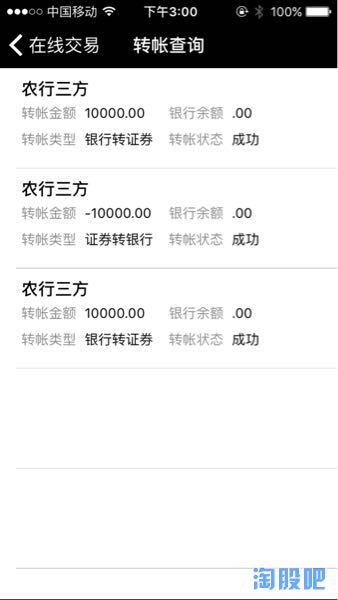 中国移动 下午3:00 100%
在线交易 转帐查询
农行三方
转帐金额 10000.00 银行余额 .00
转帐类型 银行转证券 转帐状态 成功
农行三方
转帐金额 -10000.00 银行余额 .00
转帐类型 证券转银行 转帐状态 成功
农行三方
转帐金额 10000.00 银行余额 .00
转帐类型 银行转证券 转帐状态 成功
淘股吧